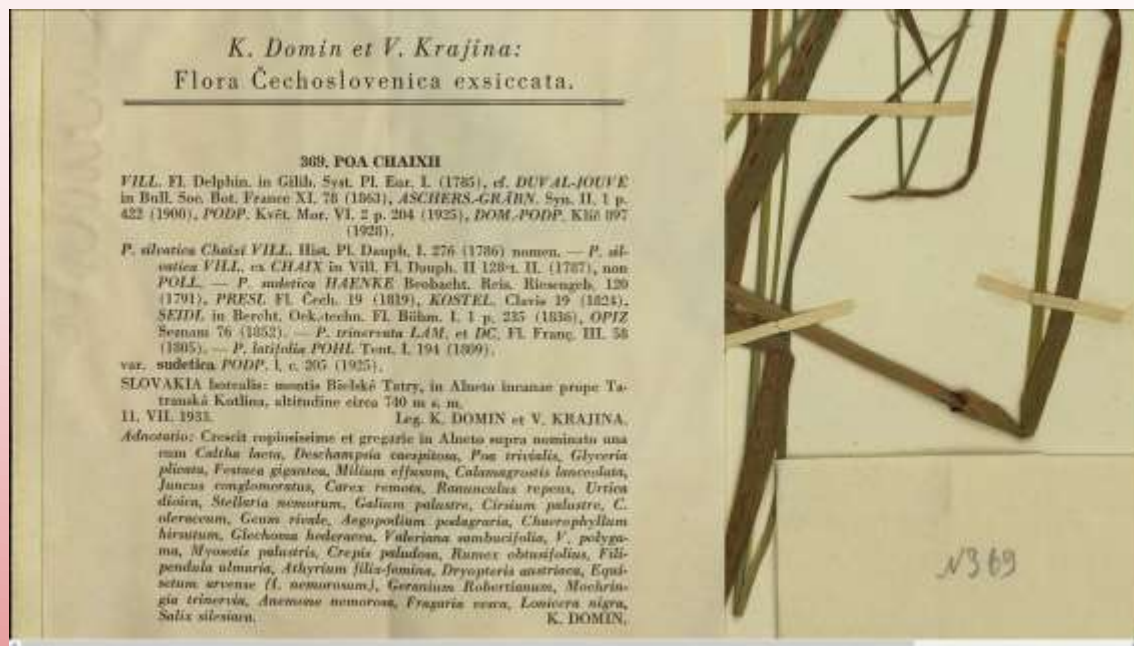 K. Domin et V. Krajina:
Flora Čechoslovenica exsiccata.
369. POA CHAIXII
VILL. Fl. Delphin. in Gilib. Syst. Pl. Eur. I. (1785), cf. DUVAL-JOUVE
in Bull. Soc. Bot. France XI. 78 (1863), ASCHERS.-GRÄBN. Syn. II. 1 p.
422 (1900), PODP. Květ. Mor. VI. 2 p. 204 (1925), DOM.-PODP. Klíč 897
(1928).
P. silvatica Chaixi VILL. Hist. Pl. Dauph. I. 276 (1786) nomen. — P. sil-
vatica VILL. ex CHAIX in Vill. Fl. Dauph. II 128 t. II. (1787), non
POLL. — P. sudetica HAENKE Beobacht. Reis. Riesengeb. 120
(1791), PRESL Fl. Čech. 19 (1819), KOSTEL. Clavis 19 (1824).
SEIDL in Bercht. Oek.-techn. Fl. Böhm. I. 1 p. 235 (1836), OPIZ
Seznam 76 (1852). — P. trinervata LAM. et DC. Fl. Franç. III. 58
(1805). — P. latifolia POHL Tent. I. 194 (1809).
var. sudetica PODP. l. c. 205 (1925).
SLOVAKIA borealis: montis Bielské Tatry, in Alneto incanae prope Ta-
transká Kotlina, altitudine circa 740 m s. m.
11. VII. 1933. Leg. K. DOMIN et V. KRAJINA.
Adnotatio: Crescit copiosissime et gregarie in Alneto supra nominato una
cum Caltha laeta, Deschampsia caespitosa, Poa trivialis, Glyceria
plicata, Festuca gigantea, Milium effusum, Calamagrostis lanceolata,
Juncus conglomeratus, Carex remota, Ranunculus repens, Urtica
dioica, Stellaria nemorum, Galium palustre, Cirsium palustre, C.
oleraceum, Geum rivale, Aegopodium podagraria, Chaerophyllum
hirsutum, Glechoma hederacea, Valeriana sambucifolia, V. polyga-
ma, Myosotis palustris, Crepis paludosa, Rumex obtusifolius, Fili-
pendula ulmaria, Athyrium filix-femina, Dryopteris austriaca, Equi-
setum arvense (f. nemorosum), Geranium Robertianum, Moehrin-
gia trinervia, Anemone nemorosa, Fragaria vesca, Lonicera nigra,
Salix silesiaca. K. DOMIN.
N369